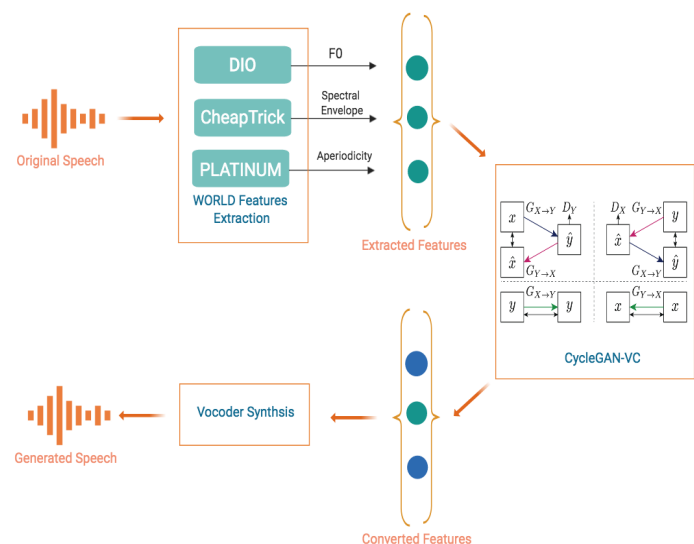 DIO
F0
CheapTrick
Spectral
Envelope
PLATINUM
Aperiodicity
Original Speech
WORLD Features
Extraction
Extracted Features
x
G_{X→Y}
D_Y
ŷ
x̂
G_{Y→X}
D_X
G_{Y→X}
y
x̂
ŷ
G_{X→Y}
y
G_{X→Y}
y
x
G_{Y→X}
x
CycleGAN-VC
Vocoder Synthsis
Generated Speech
Converted Features